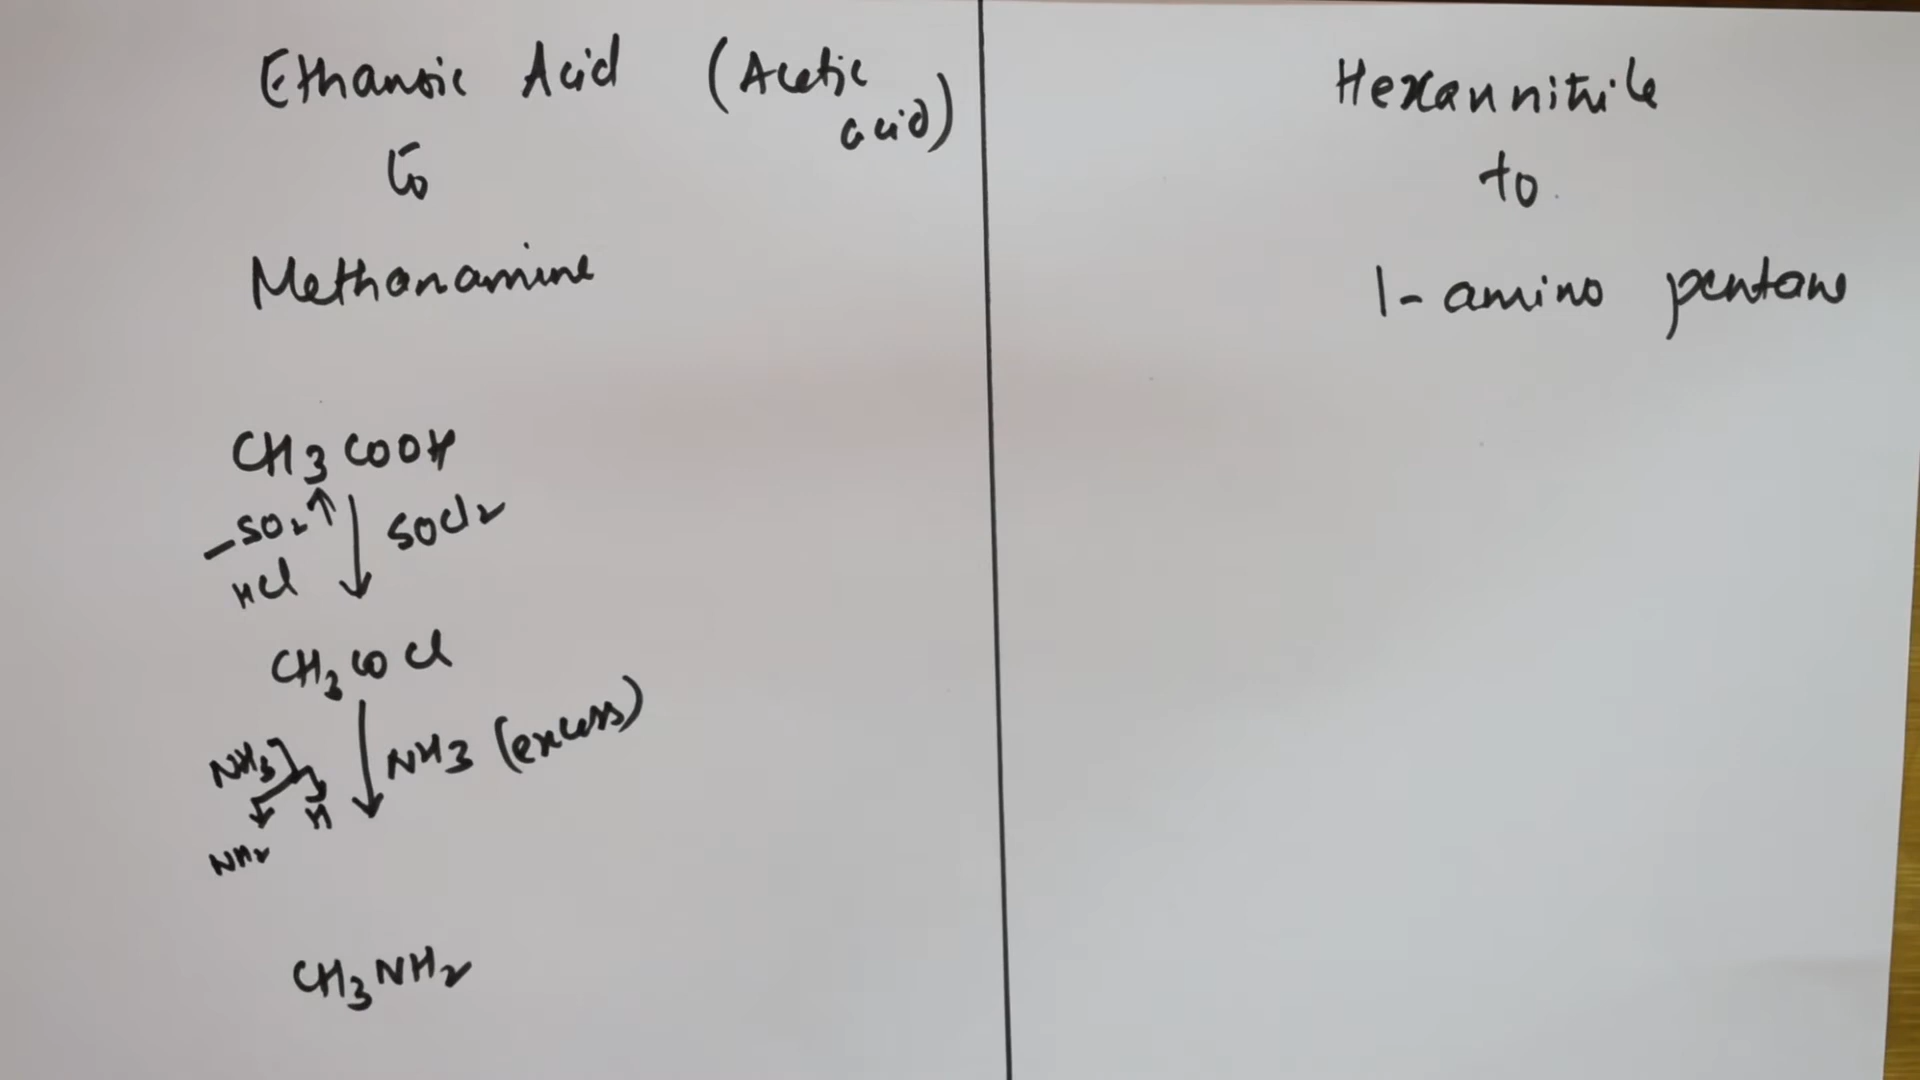 Ethanoic Acid (Acetic
acid)
to
Methanamine
CH3COOH
-SO2↑ SOCl2
HCl
CH3COCl
NH3 NH3 (excess)
H
NH2
CH3NH2
Hexannitrile
to
1-amino pentane